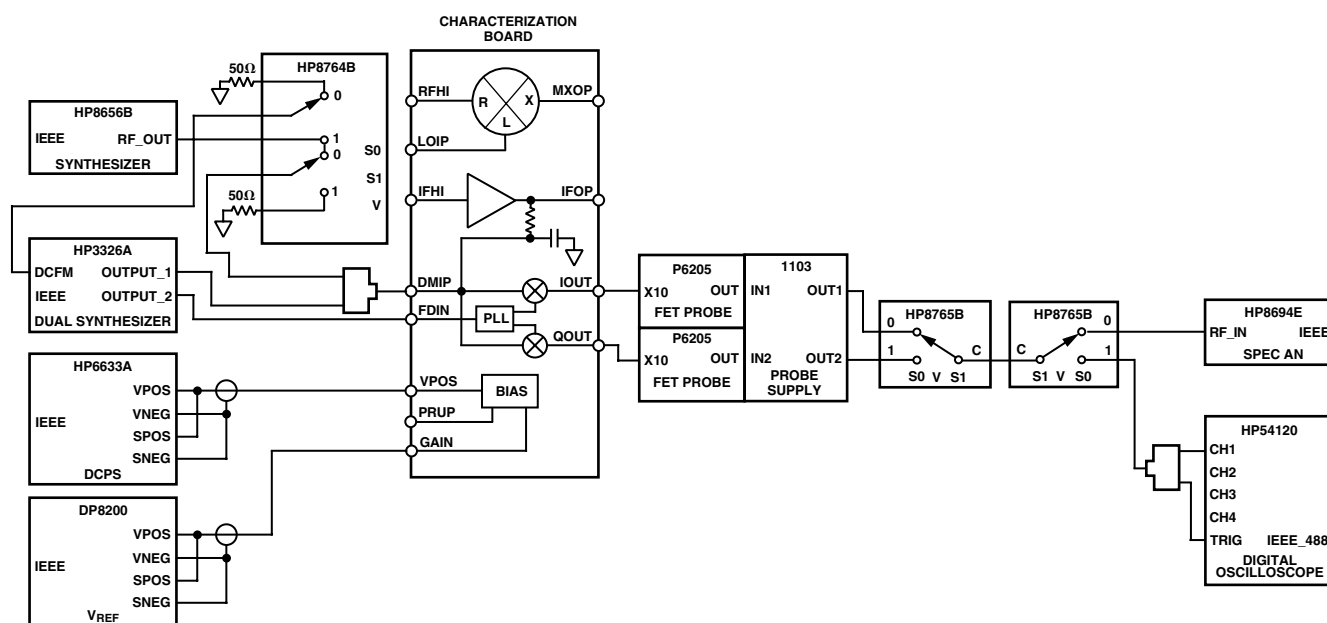 CHARACTERIZATION
BOARD
HP8656B
IEEE
RF_OUT
SYNTHESIZER
50Ω
HP8764B
0
1
0
S0
S1
50Ω
1
V
HP3326A
DCFM
OUTPUT_1
IEEE
OUTPUT_2
DUAL SYNTHESIZER
HP6633A
VPOS
IEEE
VNEG
SPOS
SNEG
DCPS
DP8200
VPOS
IEEE
VNEG
SPOS
SNEG
VREF
RFHI
R
X
L
MXOP
LOIP
IFHI
IFOP
DMIP
IOUT
FDIN
PLL
QOUT
VPOS
BIAS
PRUP
GAIN
P6205
X10
OUT
FET PROBE
P6205
X10
OUT
FET PROBE
1103
IN1
OUT1
IN2
OUT2
PROBE
SUPPLY
HP8765B
0
1
C
S0 V S1
HP8765B
0
C
1
S1 V S0
HP8694E
RF_IN
IEEE
SPEC AN
HP54120
CH1
CH2
CH3
CH4
TRIG
IEEE_488
DIGITAL
OSCILLOSCOPE